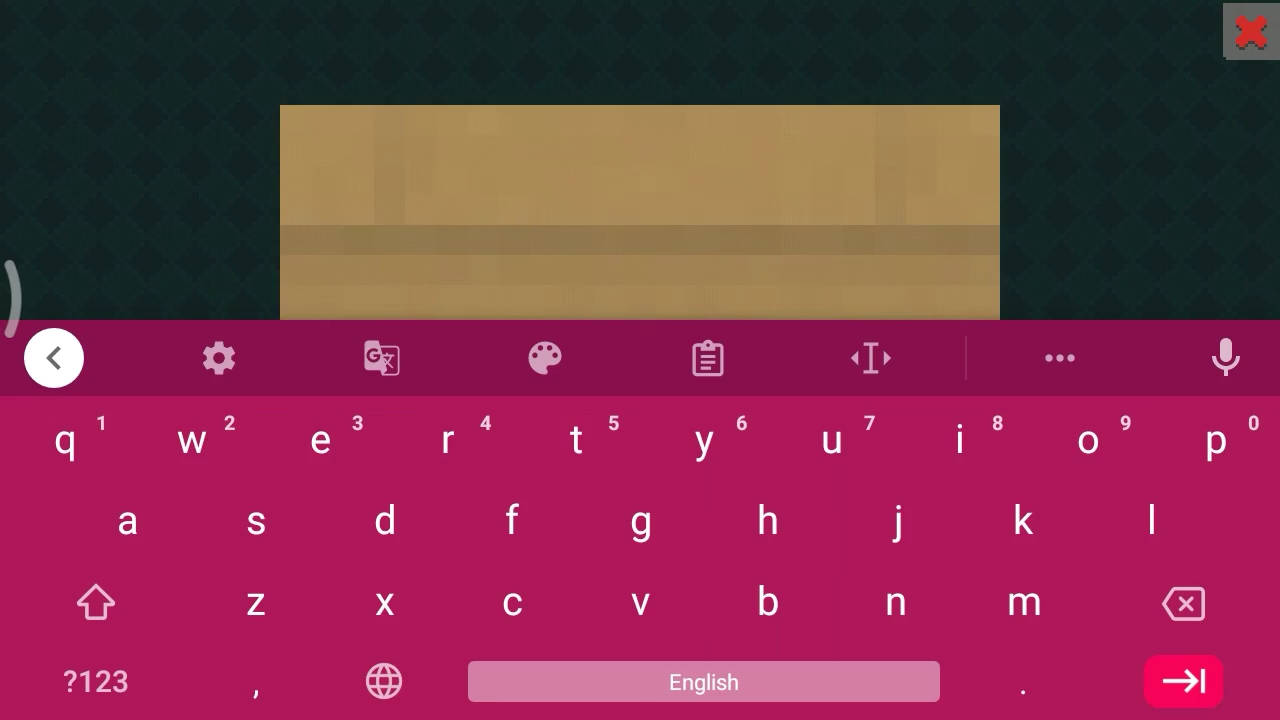 q 1 w 2 e 3 r 4 t 5 y 6 u 7 i 8 o 9 p 0
a s d f g h j k l
z x c v b n m
?123 , English .